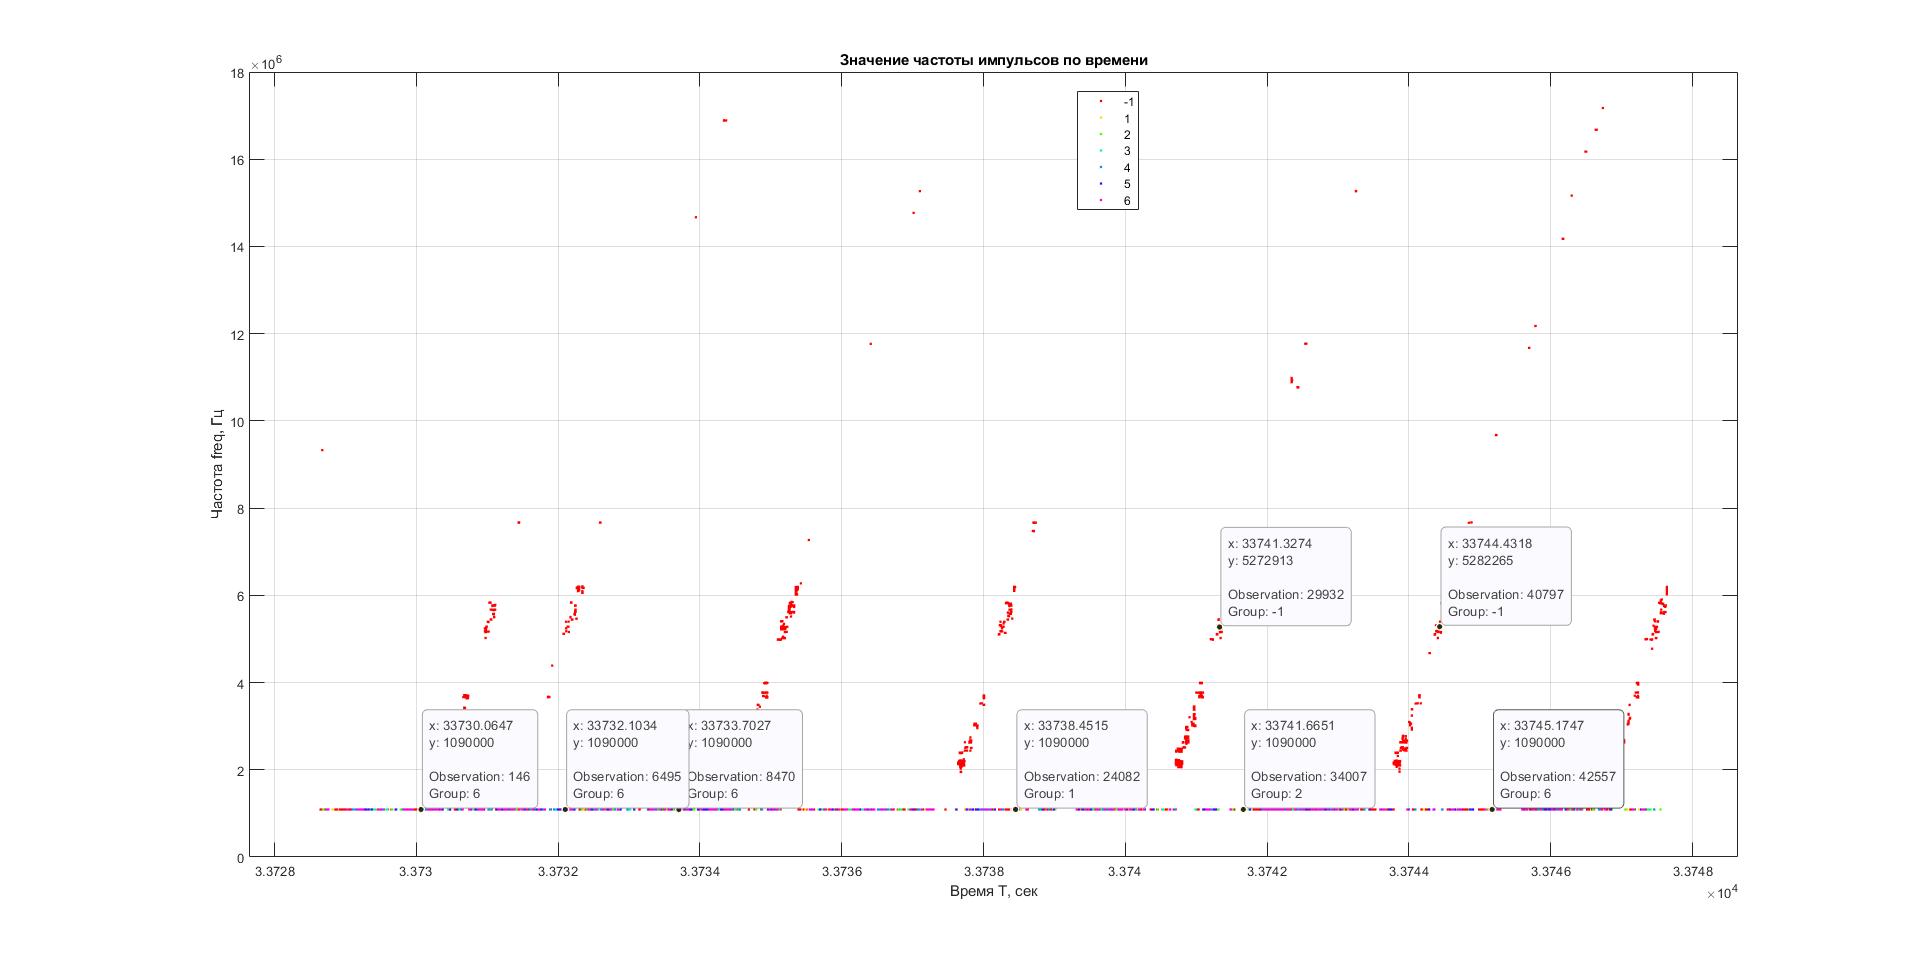 Значение частоты импульсов по времени
×10⁶
18
16
14
12
10
8
6
4
2
0
Частота freq, Гц
-1
1
2
3
4
5
6
x: 33741.3274
y: 5272913
Observation: 29932
Group: -1
x: 33744.4318
y: 5282265
Observation: 40797
Group: -1
x: 33730.0647
y: 1090000
Observation: 146
Group: 6
x: 33732.1034
y: 1090000
Observation: 6495
Group: 6
x: 33733.7027
y: 1090000
Observation: 8470
Group: 6
x: 33738.4515
y: 1090000
Observation: 24082
Group: 1
x: 33741.6651
y: 1090000
Observation: 34007
Group: 2
x: 33745.1747
y: 1090000
Observation: 42557
Group: 6
3.3728 3.373 3.3732 3.3734 3.3736 3.3738 3.374 3.3742 3.3744 3.3746 3.3748
Время T, сек
×10⁴